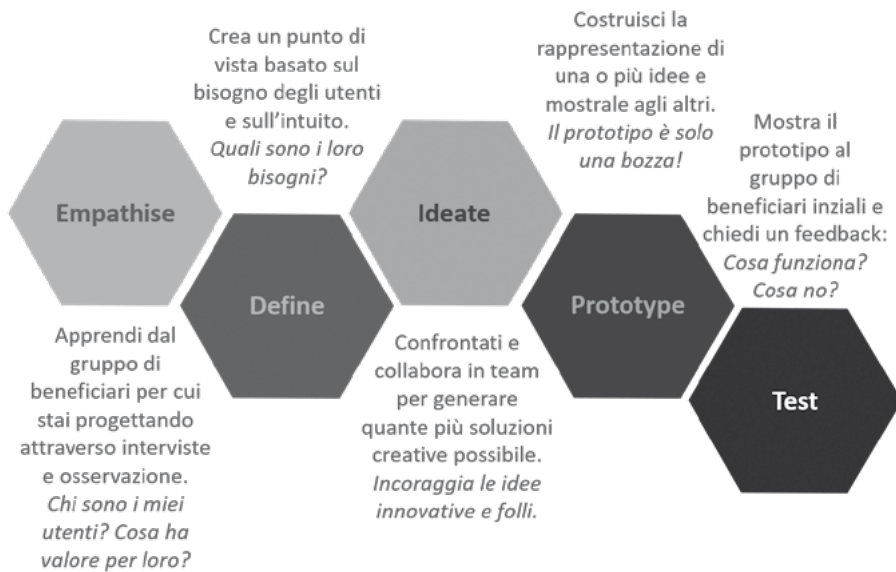 Empathise
Apprendi dal
gruppo di
beneficiari per cui
stai progettando
attraverso interviste
e osservazione.
Chi sono i miei
utenti? Cosa ha
valore per loro?
Crea un punto di
vista basato sul
bisogno degli utenti
e sull'intuito.
Quali sono i loro
bisogni?
Define
Ideate
Confrontati e
collabora in team
per generare
quante più soluzioni
creative possibile.
Incoraggia le idee
innovative e folli.
Costruisci la
rappresentazione di
una o più idee e
mostrale agli altri.
Il prototipo è solo
una bozza!
Prototype
Mostra il
prototipo al
gruppo di
beneficiari inziali e
chiedi un feedback:
Cosa funziona?
Cosa no?
Test